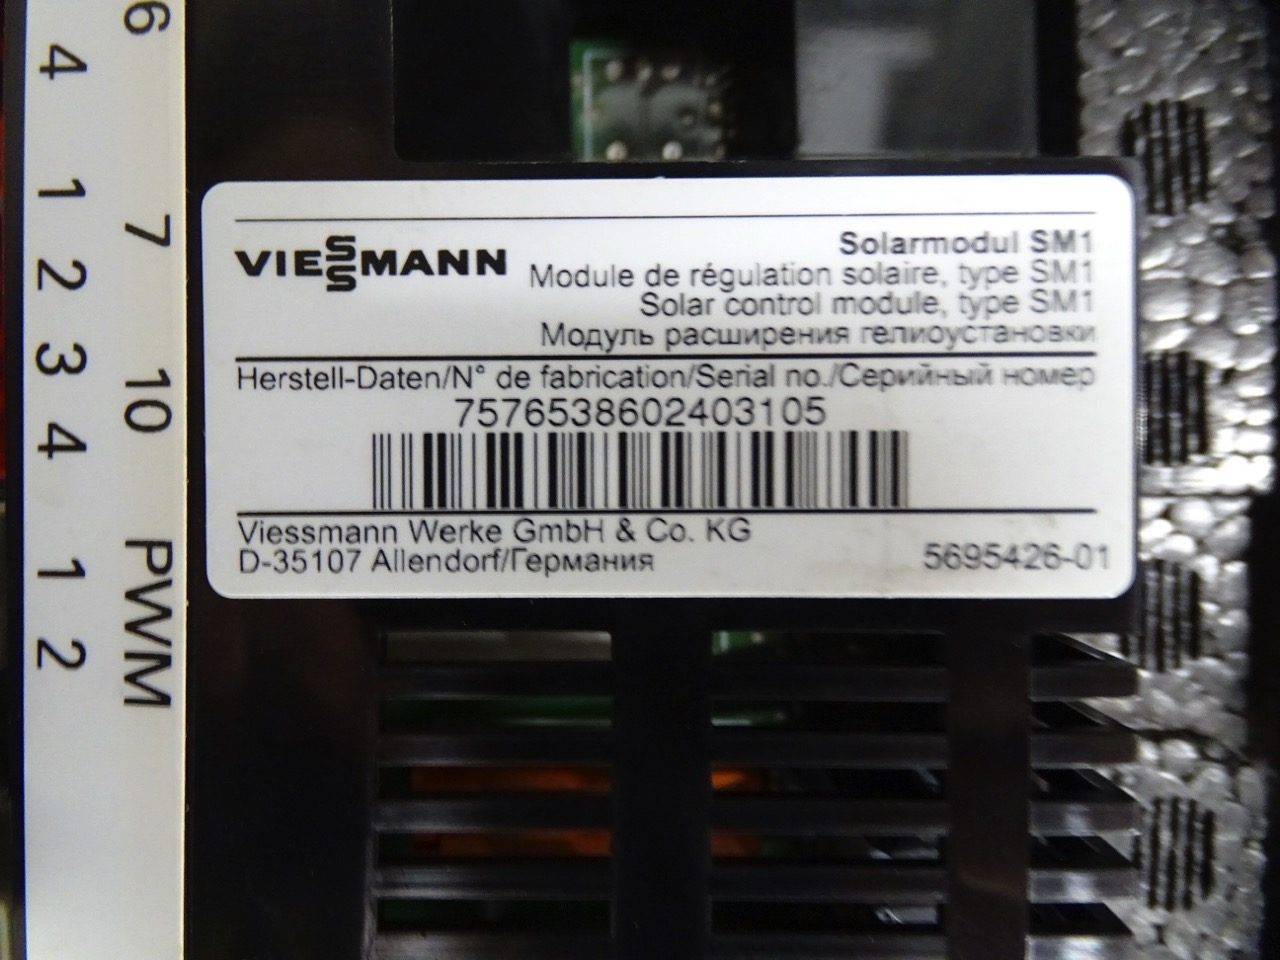 6
4
1
7
2
3
10
4
1
PWM
2
VIESSMANN
Solarmodul SM1
Module de régulation solaire, type SM1
Solar control module, type SM1
Модуль расширения гелиоустановки
Herstell-Daten/N° de fabrication/Serial no./Серийный номер
7576538602403105
Viessmann Werke GmbH & Co. KG
D-35107 Allendorf/Германия
5695426-01